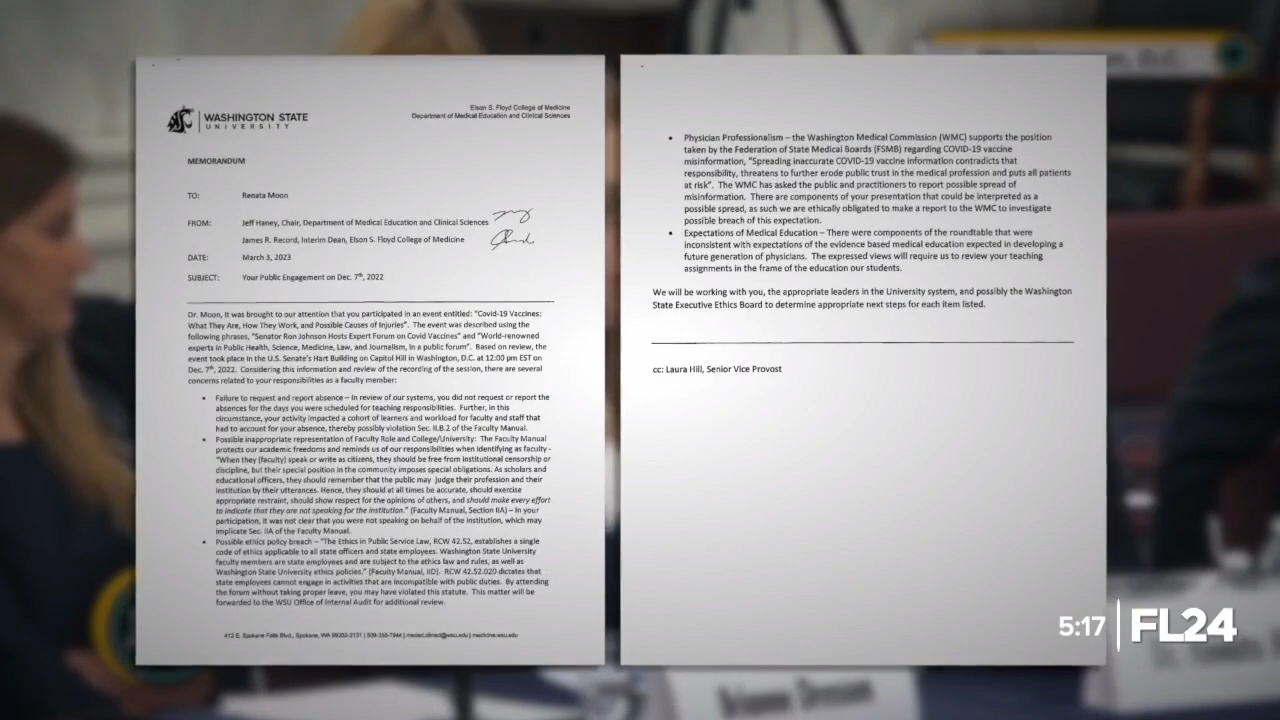 WASHINGTON STATE
UNIVERSITY
Elson S. Floyd College of Medicine
Department of Medical Education and Clinical Sciences
MEMORANDUM
TO: Renata Moon
FROM: Jeff Haney, Chair, Department of Medical Education and Clinical Sciences
James R. Record, Interim Dean, Elson S. Floyd College of Medicine
DATE: March 3, 2023
SUBJECT: Your Public Engagement on Dec. 7th, 2022
Dr. Moon, It was brought to our attention that you participated in an event entitled: "Covid-19 Vaccines:
What They Are, How They Work, and Possible Causes of Injuries". The event was described using the
following phrases, "Senator Ron Johnson Hosts Expert Forum on Covid Vaccines" and "World-renowned
experts in Public Health, Science, Medicine, Law, and Journalism, in a public forum". Based on review, the
event took place in the U.S. Senate's Hart Building on Capitol Hill in Washington, D.C. at 12:00 pm EST on
Dec. 7th, 2022. Considering this information and review of the recording of the session, there are several
concerns related to your responsibilities as a faculty member:
• Failure to request and report absence – In review of our systems, you did not request or report the
absences for the days you were scheduled for teaching responsibilities. Further, in this
circumstance, your activity impacted a cohort of learners and workload for faculty and staff that
had to account for your absence, thereby possibly violation Sec. II.B.2 of the Faculty Manual.
• Possible inappropriate representation of Faculty Role and College/University: The Faculty Manual
protects our academic freedoms and reminds us of our responsibilities when identifying as faculty -
"When they (faculty) speak or write as citizens, they should be free from institutional censorship or
discipline, but their special position in the community imposes special obligations. As scholars and
educational officers, they should remember that the public may judge their profession and their
institution by their utterances. Hence, they should at all times be accurate, should exercise
appropriate restraint, should show respect for the opinions of others, and should make every effort
to indicate that they are not speaking for the institution." (Faculty Manual, Section IIA) – In your
participation, it was not clear that you were not speaking on behalf of the institution, which may
implicate Sec. IIA of the Faculty Manual.
• Possible ethics policy breach – "The Ethics in Public Service Law, RCW 42.52, establishes a single
code of ethics applicable to all state officers and state employees. Washington State University
faculty members are state employees and are subject to the ethics law and rules, as well as
Washington State University ethics policies." (Faculty Manual, IID). RCW 42.52.020 dictates that
state employees cannot engage in activities that are incompatible with public duties. By attending
the forum without taking proper leave, you may have violated this statute. This matter will be
forwarded to the WSU Office of Internal Audit for additional review.
412 E. Spokane Falls Blvd., Spokane, WA 99202-2131 | 509-358-7944 | medec.clinsci@wsu.edu | medicine.wsu.edu
• Physician Professionalism – the Washington Medical Commission (WMC) supports the position
taken by the Federation of State Medical Boards (FSMB) regarding COVID-19 vaccine
misinformation, "Spreading inaccurate COVID-19 vaccine information contradicts that
responsibility, threatens to further erode public trust in the medical profession and puts all patients
at risk". The WMC has asked the public and practitioners to report possible spread of
misinformation. There are components of your presentation that could be interpreted as a
possible spread, as such we are ethically obligated to make a report to the WMC to investigate
possible breach of this expectation.
• Expectations of Medical Education – There were components of the roundtable that were
inconsistent with expectations of the evidence based medical education expected in developing a
future generation of physicians. The expressed views will require us to review your teaching
assignments in the frame of the education our students.
We will be working with you, the appropriate leaders in the University system, and possibly the Washington
State Executive Ethics Board to determine appropriate next steps for each item listed.
cc: Laura Hill, Senior Vice Provost
5:17 FL24
Brianne Dressen